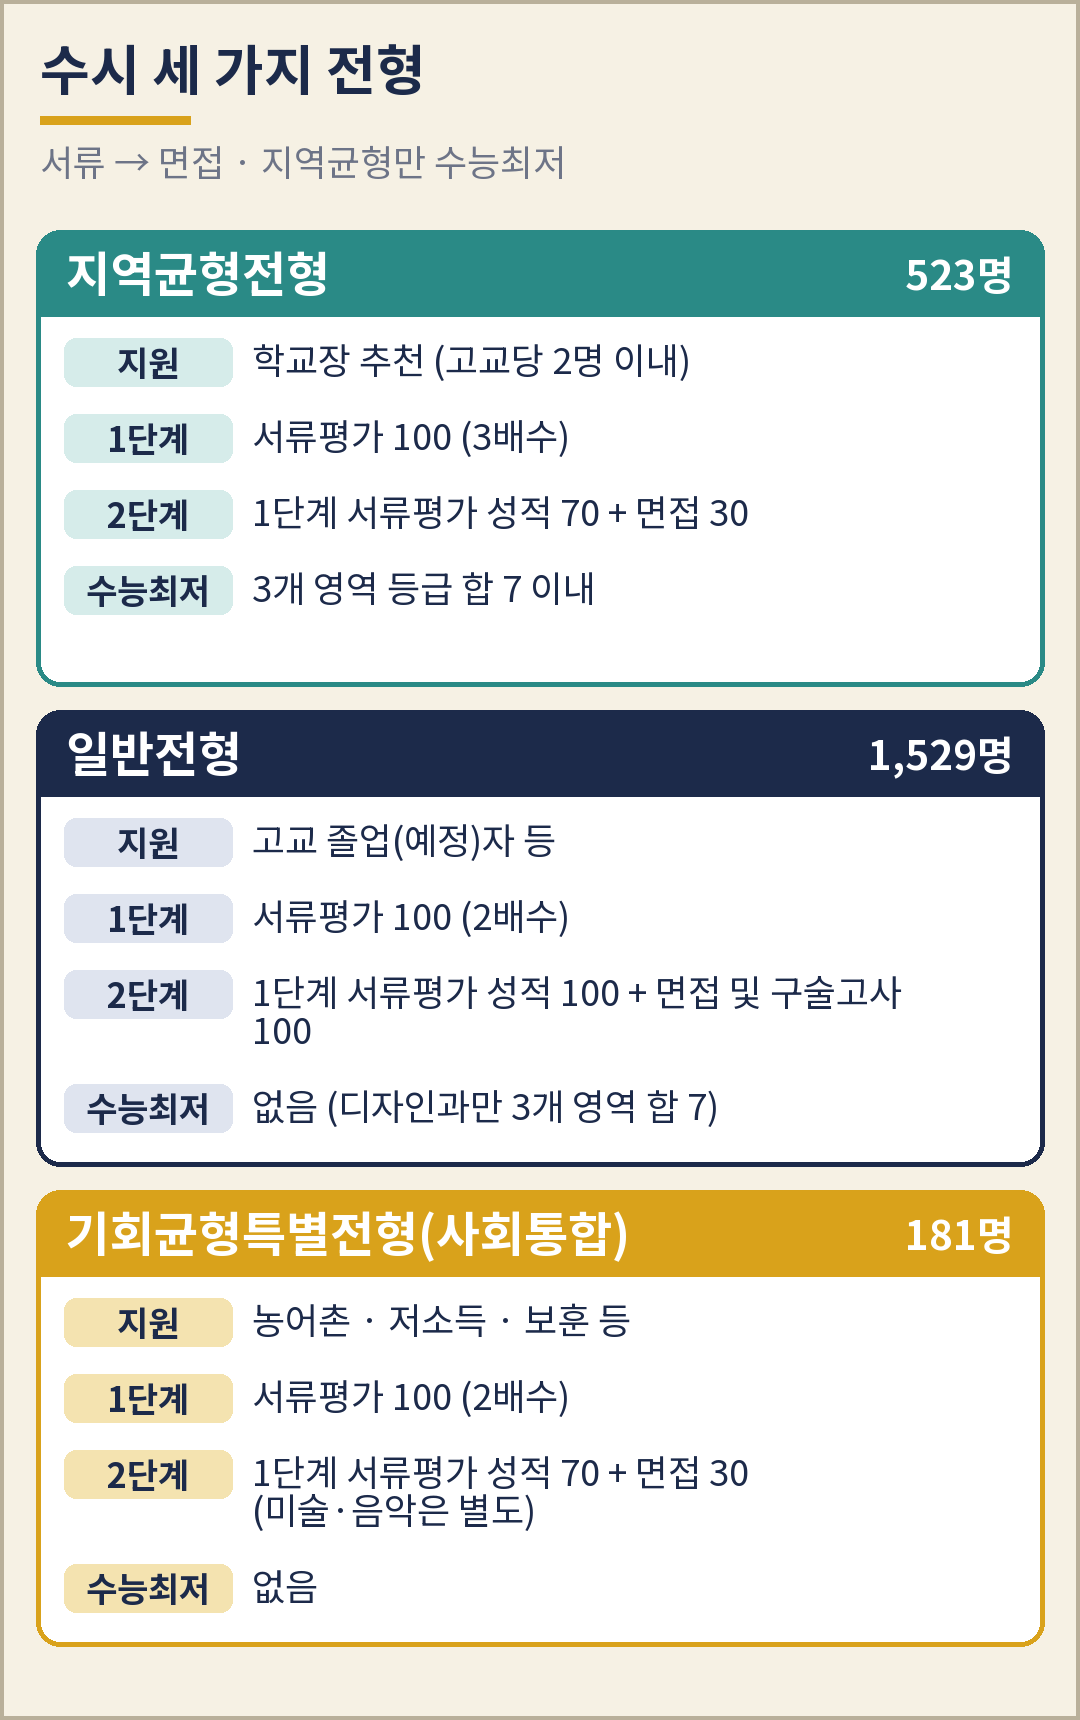 수시 세 가지 전형
서류 → 면접 · 지역균형만 수능최저
지역균형전형 523명
지원 학교장 추천 (고교당 2명 이내)
1단계 서류평가 100 (3배수)
2단계 1단계 서류평가 성적 70 + 면접 30
수능최저 3개 영역 등급 합 7 이내
일반전형 1,529명
지원 고교 졸업(예정)자 등
1단계 서류평가 100 (2배수)
2단계 1단계 서류평가 성적 100 + 면접 및 구술고사
100
수능최저 없음 (디자인과만 3개 영역 합 7)
기회균형특별전형(사회통합) 181명
지원 농어촌 · 저소득 · 보훈 등
1단계 서류평가 100 (2배수)
2단계 1단계 서류평가 성적 70 + 면접 30
(미술·음악은 별도)
수능최저 없음